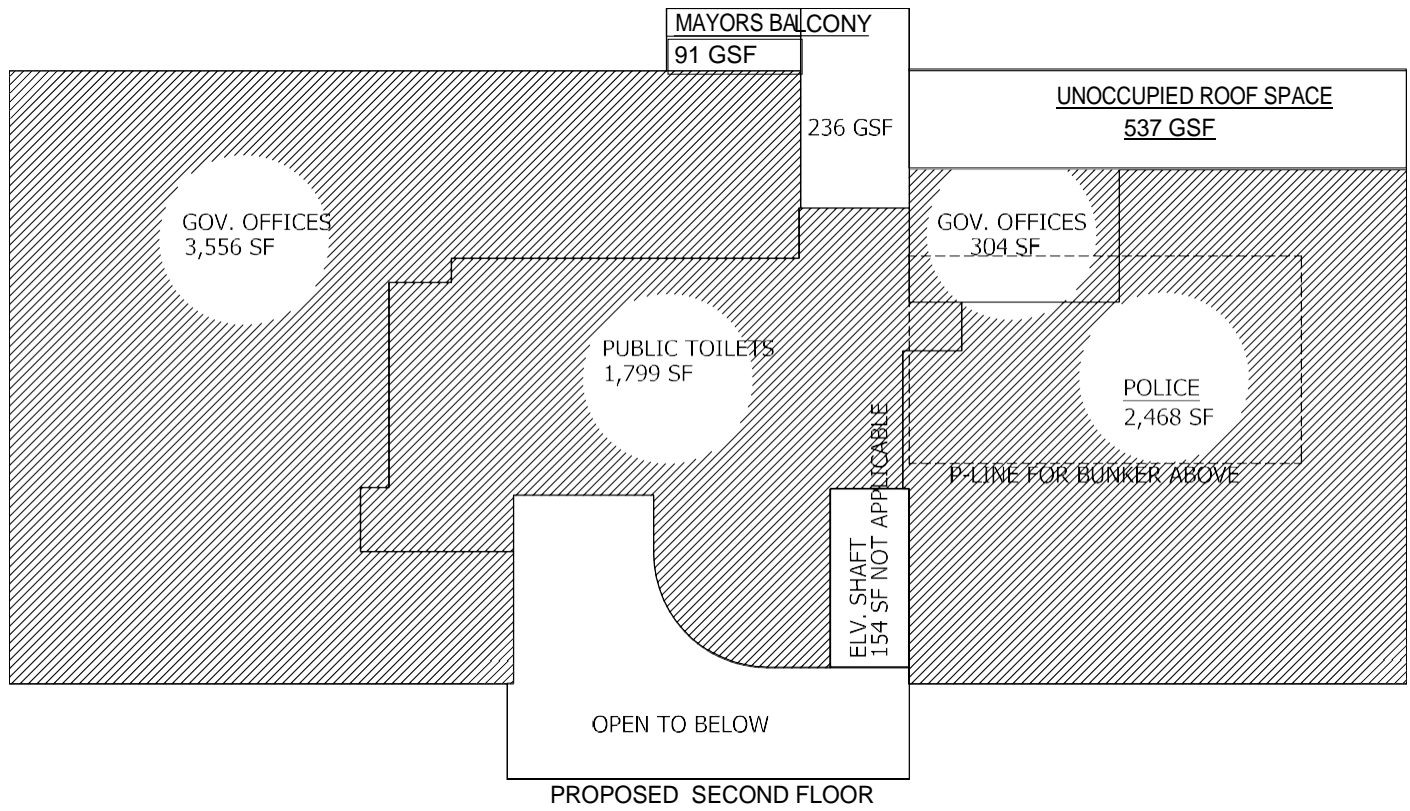 MAYORS BALCONY
91 GSF
UNOCCUPIED ROOF SPACE
537 GSF
236 GSF
GOV. OFFICES
3,556 SF
GOV. OFFICES
304 SF
PUBLIC TOILETS
1,799 SF
POLICE
2,468 SF
P-LINE FOR BUNKER ABOVE
ELV. SHAFT
154 SF NOT APPLICABLE
OPEN TO BELOW
PROPOSED SECOND FLOOR